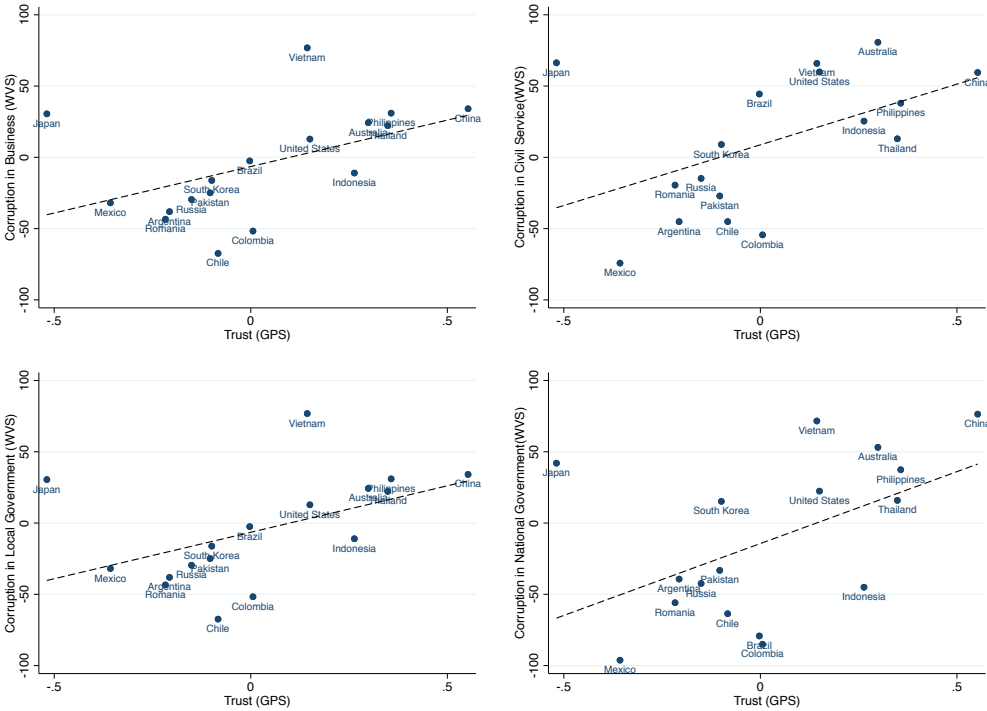 Corruption in Business (WVS)
100
50
0
-50
-100
Vietnam
Japan
Philippines
China
Australia
Thailand
United States
Brazil
Indonesia
South Korea
Pakistan
Mexico
Russia
Argentina
Romania
Colombia
Chile
-.5
0
.5
Trust (GPS)
Corruption in Civil Service(WVS)
100
50
0
-50
-100
Australia
Japan
Vietnam
China
United States
Brazil
Philippines
Indonesia
Thailand
South Korea
Russia
Romania
Pakistan
Argentina
Chile
Colombia
Mexico
-.5
0
.5
Trust (GPS)
Corruption in Local Government (WVS)
100
50
0
-50
-100
Vietnam
Japan
Philippines
China
Australia
Thailand
United States
Brazil
Indonesia
South Korea
Pakistan
Mexico
Russia
Argentina
Romania
Colombia
Chile
-.5
0
.5
Trust (GPS)
Corruption in National Government(WVS)
100
50
0
-50
-100
China
Vietnam
Australia
Japan
Philippines
United States
Thailand
South Korea
Pakistan
Argentina
Russia
Indonesia
Romania
Chile
Brazil
Colombia
Mexico
-.5
0
.5
Trust (GPS)